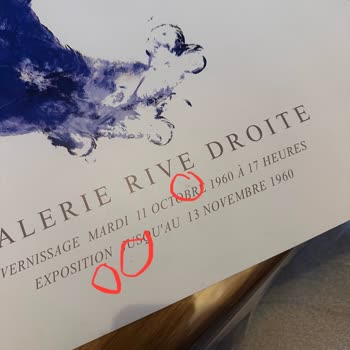 ALERIE RIVE DROITE
VERNISSAGE MARDI 11 OCTOBRE 1960 À 17 HEURES
EXPOSITION JUSQU'AU 13 NOVEMBRE 1960